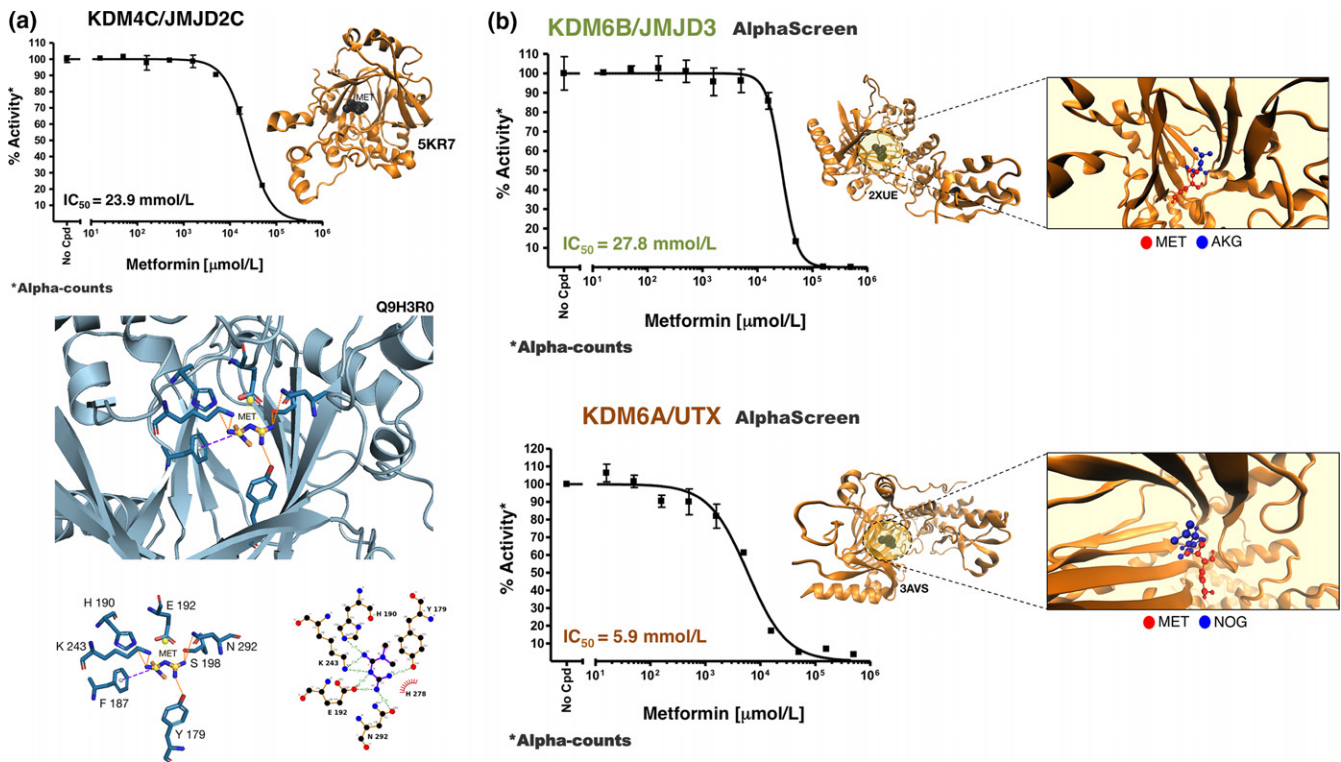 (a)
KDM4C/JMJD2C
% Activity*
110
100
90
80
70
60
50
40
30
20
10
MET
5KR7
IC50 = 23.9 mmol/L
No Cpd
10¹ 10² 10³ 10⁴ 10⁵ 10⁶
Metformin [μmol/L]
*Alpha-counts
Q9H3R0
MET
H 190
E 192
K 243
MET
N 292
S 198
F 187
Y 179
H 190
Y 179
K 243
H 278
E 192
N 292
(b)
KDM6B/JMJD3 AlphaScreen
% Activity*
110
100
90
80
70
60
50
40
30
20
10
2XUE
IC50 = 27.8 mmol/L
No Cpd
10¹ 10² 10³ 10⁴ 10⁵ 10⁶
Metformin [μmol/L]
*Alpha-counts
MET AKG
KDM6A/UTX AlphaScreen
% Activity*
120
110
100
90
80
70
60
50
40
30
20
10
3AVS
IC50 = 5.9 mmol/L
No Cpd
10¹ 10² 10³ 10⁴ 10⁵ 10⁶
Metformin [μmol/L]
*Alpha-counts
MET NOG